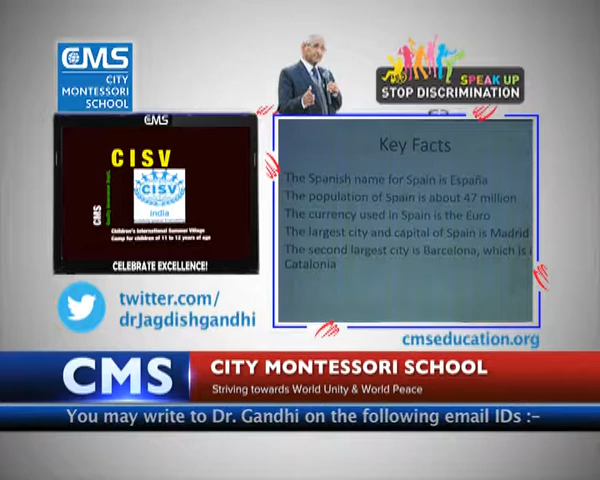 CMS
CITY
MONTESSORI
SCHOOL
SPEAK UP
STOP DISCRIMINATION
CMS
CISV
CMS
Quality Assurance Dept.
CISV
india
Children's International Summer Village
Camp for children of 11 to 12 years of age
CELEBRATE EXCELLENCE!
Key Facts
The Spanish name for Spain is España
The population of Spain is about 47 million
The currency used in Spain is the Euro
The largest city and capital of Spain is Madrid
The second largest city is Barcelona, which is i
Catalonia
twitter.com/
drJagdishgandhi
cmseducation.org
CMS
CITY MONTESSORI SCHOOL
Striving towards World Unity & World Peace
You may write to Dr. Gandhi on the following email IDs :-